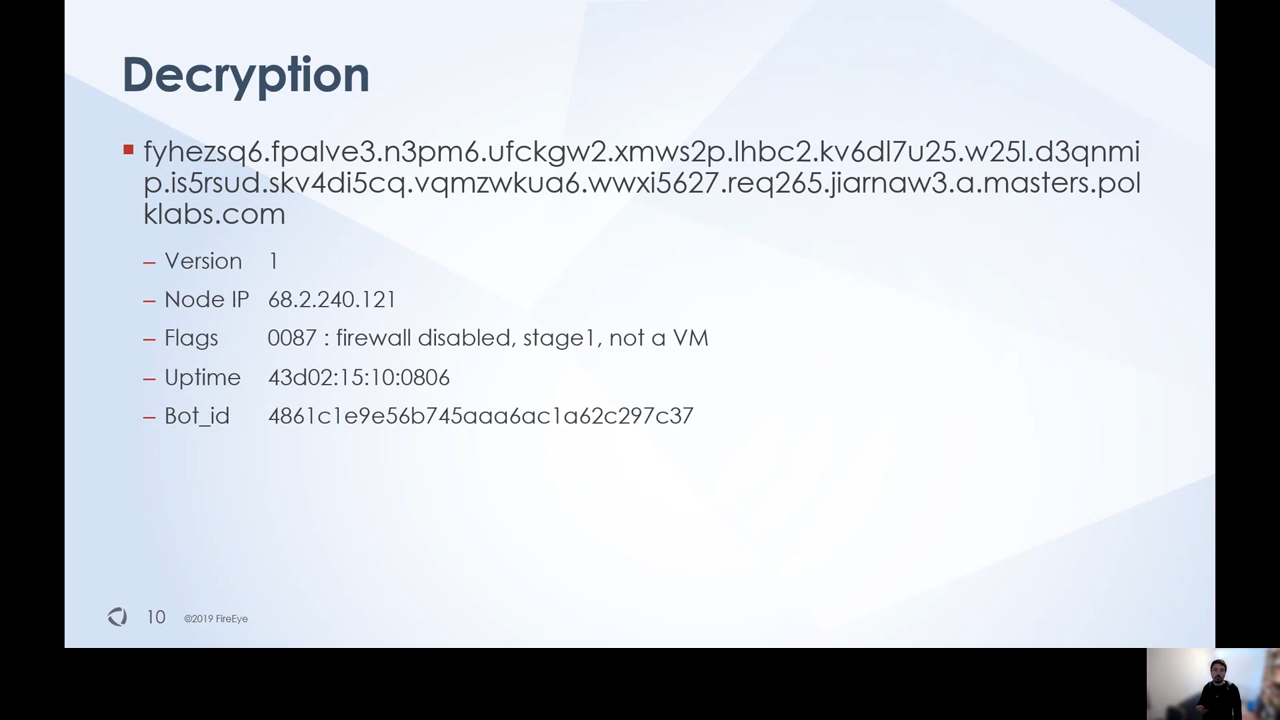 Decryption
fyhezsq6.fpalve3.n3pm6.ufckgw2.xmws2p.lhbc2.kv6dl7u25.w25l.d3qnmi
p.is5rsud.skv4di5cq.vqmzwkua6.wwxi5627.req265.jiarnaw3.a.masters.pol
klabs.com
– Version 1
– Node IP 68.2.240.121
– Flags 0087 : firewall disabled, stage1, not a VM
– Uptime 43d02:15:10:0806
– Bot_id 4861c1e9e56b745aaa6ac1a62c297c37
10 ©2019 FireEye